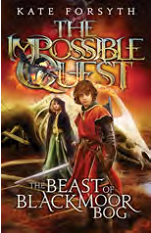 KATE FORSYTH
THE
IMPOSSIBLE
QUEST
THE BEAST OF
BLACKMOOR
BOG